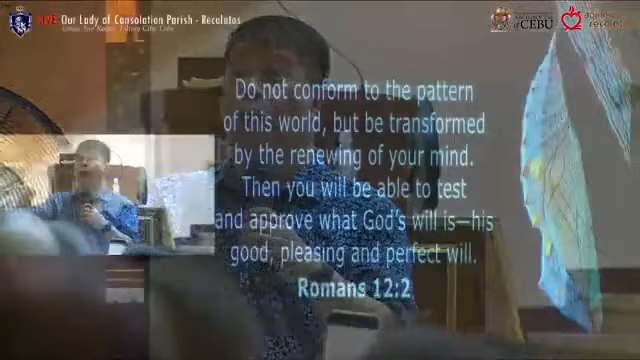 LIVE Our Lady of Consolation Parish - Recoletos
CEBU
Do not conform to the pattern
of this world, but be transformed
by the renewing of your mind.
Then you will be able to test
and approve what God's will is—his
good, pleasing and perfect will.
Romans 12:2